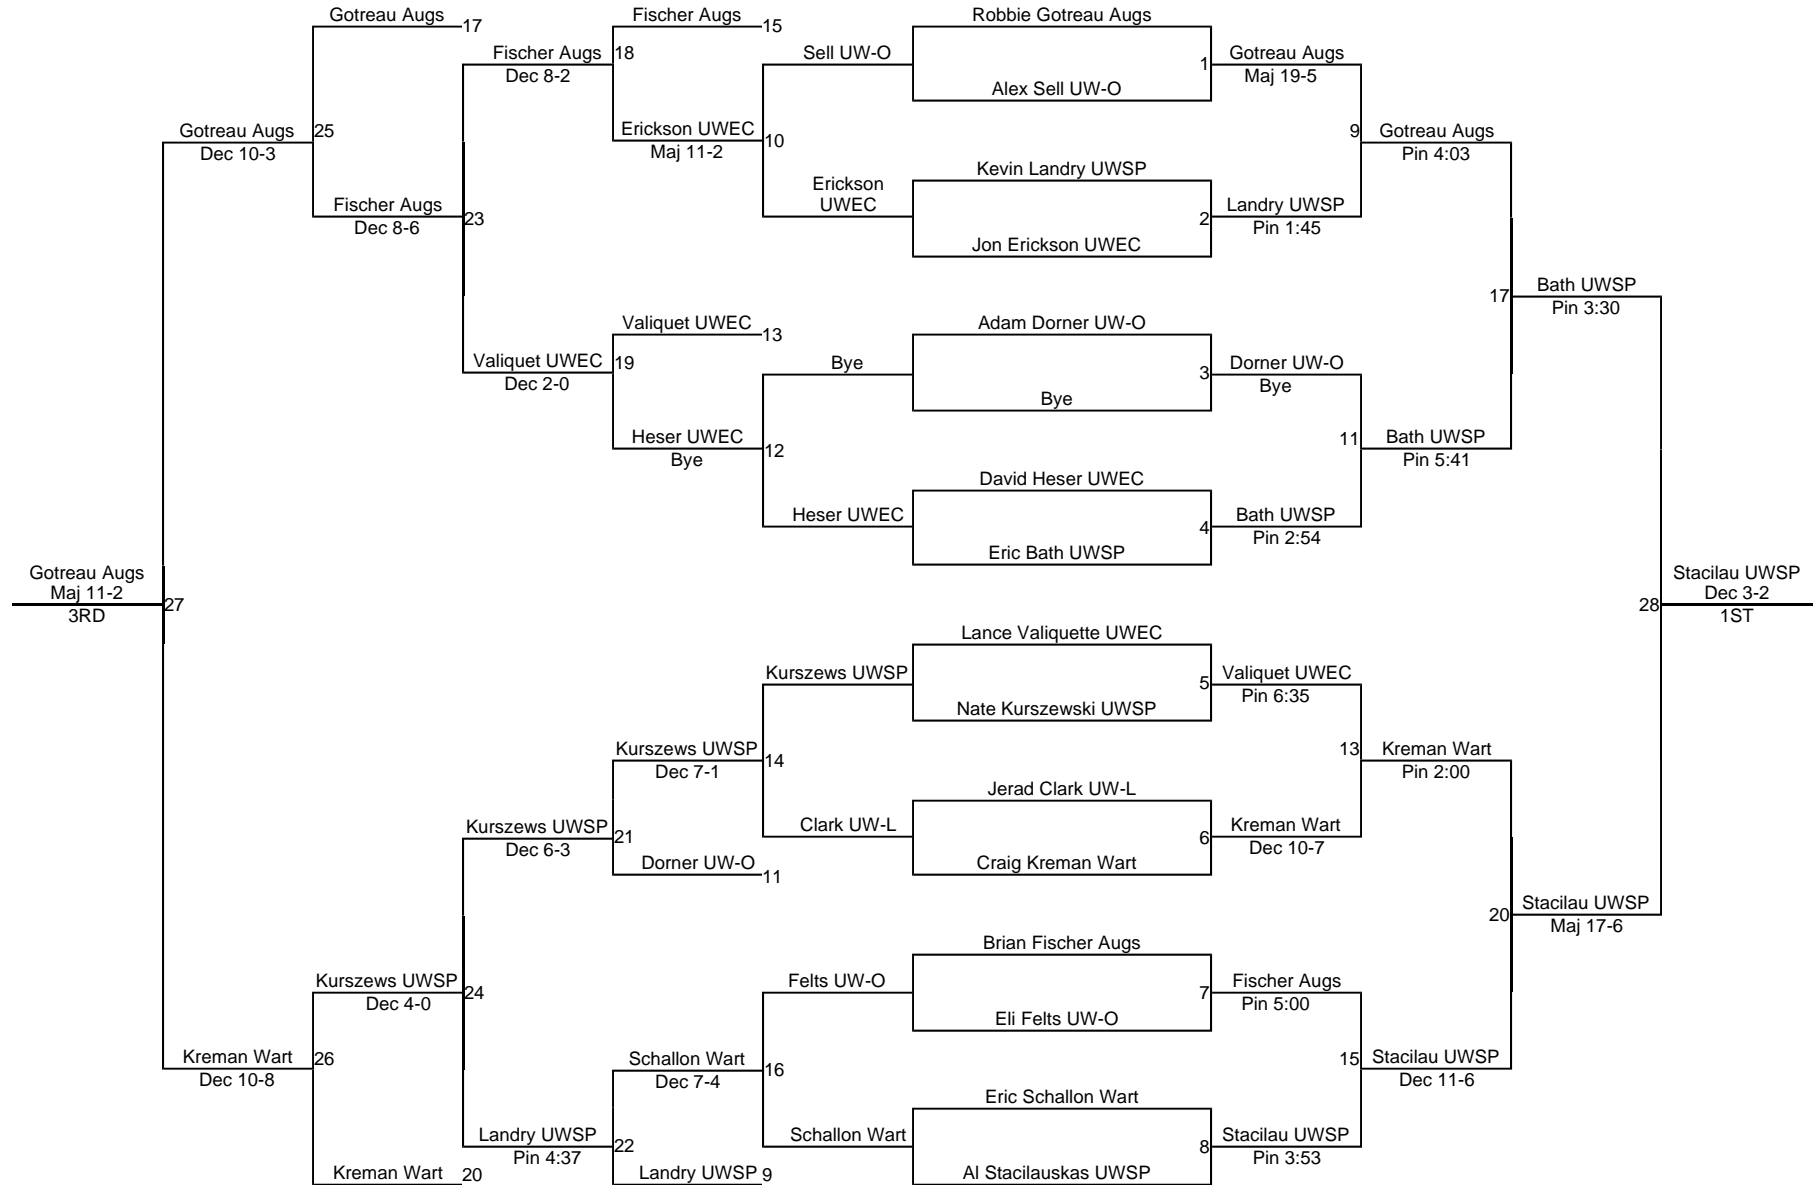 Gotreau Augs
17
Fischer Augs
15
Robbie Gotreau Augs
Fischer Augs
18
Dec 8-2
Sell UW-O
1
Gotreau Augs
Maj 19-5
Alex Sell UW-O
Gotreau Augs
25
Dec 10-3
Erickson UWEC
10
Maj 11-2
9
Gotreau Augs
Pin 4:03
Kevin Landry UWSP
Erickson
UWEC
Fischer Augs
23
Dec 8-6
2
Landry UWSP
Pin 1:45
Jon Erickson UWEC
17
Bath UWSP
Pin 3:30
Valiquet UWEC
13
Adam Dorner UW-O
Valiquet UWEC
19
Dec 2-0
Bye
3
Dorner UW-O
Bye
Bye
Heser UWEC
12
Bye
11
Bath UWSP
Pin 5:41
David Heser UWEC
Heser UWEC
4
Bath UWSP
Pin 2:54
Eric Bath UWSP
Gotreau Augs
Maj 11-2
27
3RD
Stacilau UWSP
Dec 3-2
28
1ST
Lance Valiquette UWEC
Kurszews UWSP
5
Valiquet UWEC
Pin 6:35
Nate Kurszewski UWSP
Kurszews UWSP
14
Dec 7-1
13
Kreman Wart
Pin 2:00
Jerad Clark UW-L
Kurszews UWSP
21
Dec 6-3
Clark UW-L
6
Kreman Wart
Dec 10-7
Dorner UW-O
11
Craig Kreman Wart
20
Stacilau UWSP
Maj 17-6
Brian Fischer Augs
Kurszews UWSP
24
Dec 4-0
Felts UW-O
7
Fischer Augs
Pin 5:00
Eli Felts UW-O
Kreman Wart
26
Dec 10-8
Schallon Wart
16
Dec 7-4
15
Stacilau UWSP
Dec 11-6
Eric Schallon Wart
Landry UWSP
22
Pin 4:37
Schallon Wart
8
Stacilau UWSP
Pin 3:53
Kreman Wart
20
Landry UWSP
9
Al Stacilauskas UWSP